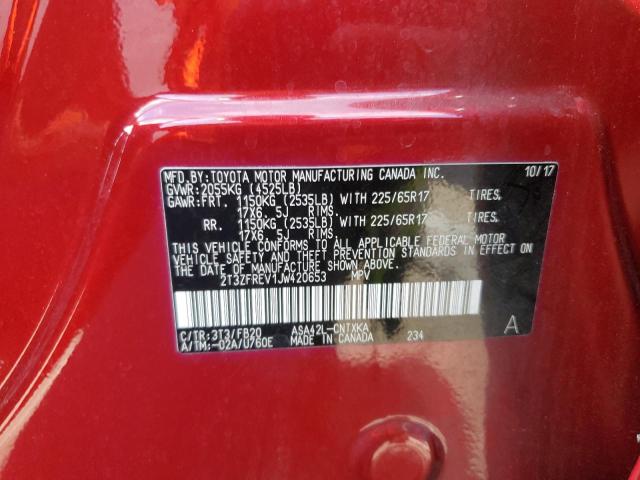 MFD.BY:TOYOTA MOTOR MANUFACTURING CANADA INC. 10/17
GVWR:2055KG (4525LB)
GAWR:FRT. 1150KG (2535LB) WITH 225/65R17 TIRES,
17X6.5J RIMS.
RR. 1150KG (2535LB) WITH 225/65R17 TIRES,
17X6.5J RIMS.
THIS VEHICLE CONFORMS TO ALL APPLICABLE FEDERAL MOTOR
VEHICLE SAFETY AND THEFT PREVENTION STANDARDS IN EFFECT
ON THE DATE OF MANUFACTURE SHOWN ABOVE.
2T3ZFREV1JW420653 MPV
C/TR:3T3/FB20 ASA42L-CNTXKA A
A/TM:-02A/U760E MADE IN CANADA 234